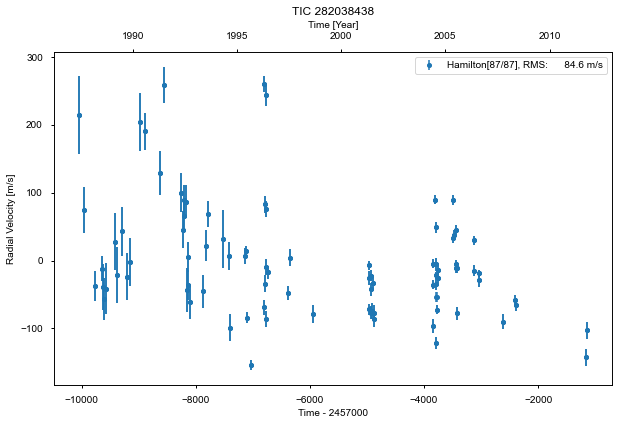 TIC 282038438
Time [Year]
1990 1995 2000 2005 2010
Hamilton[87/87], RMS: 84.6 m/s
300
200
100
0
−100
Radial Velocity [m/s]
−10000 −8000 −6000 −4000 −2000
Time - 2457000